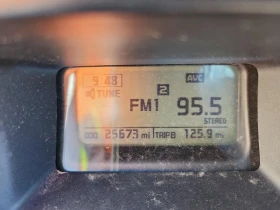 9:48 AVC
TUNE 2
FM1 95.5
STEREO
ODO 25673 mi TRIP B 125.9 mi